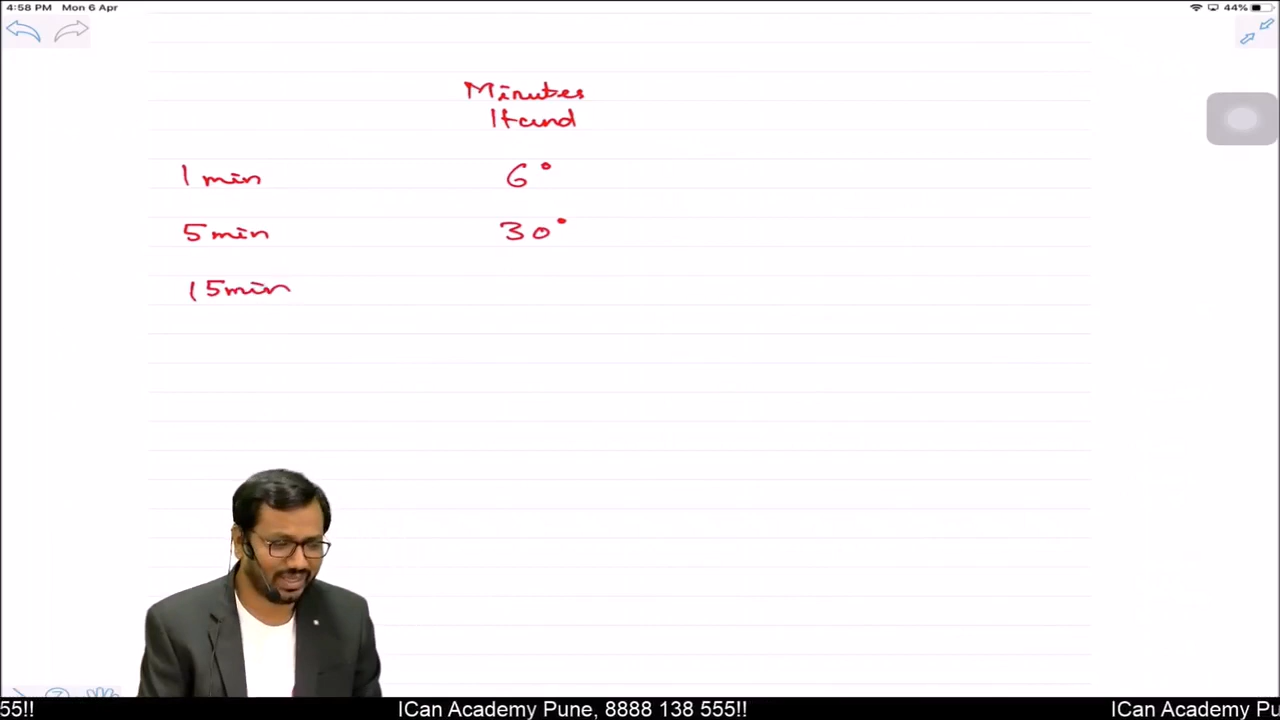 4:58 PM Mon 6 Apr
44%
Minutes
Hand
1 min 6°
5 min 30°
15 min
55!! ICan Academy Pune, 8888 138 555!! ICan Academy Pu